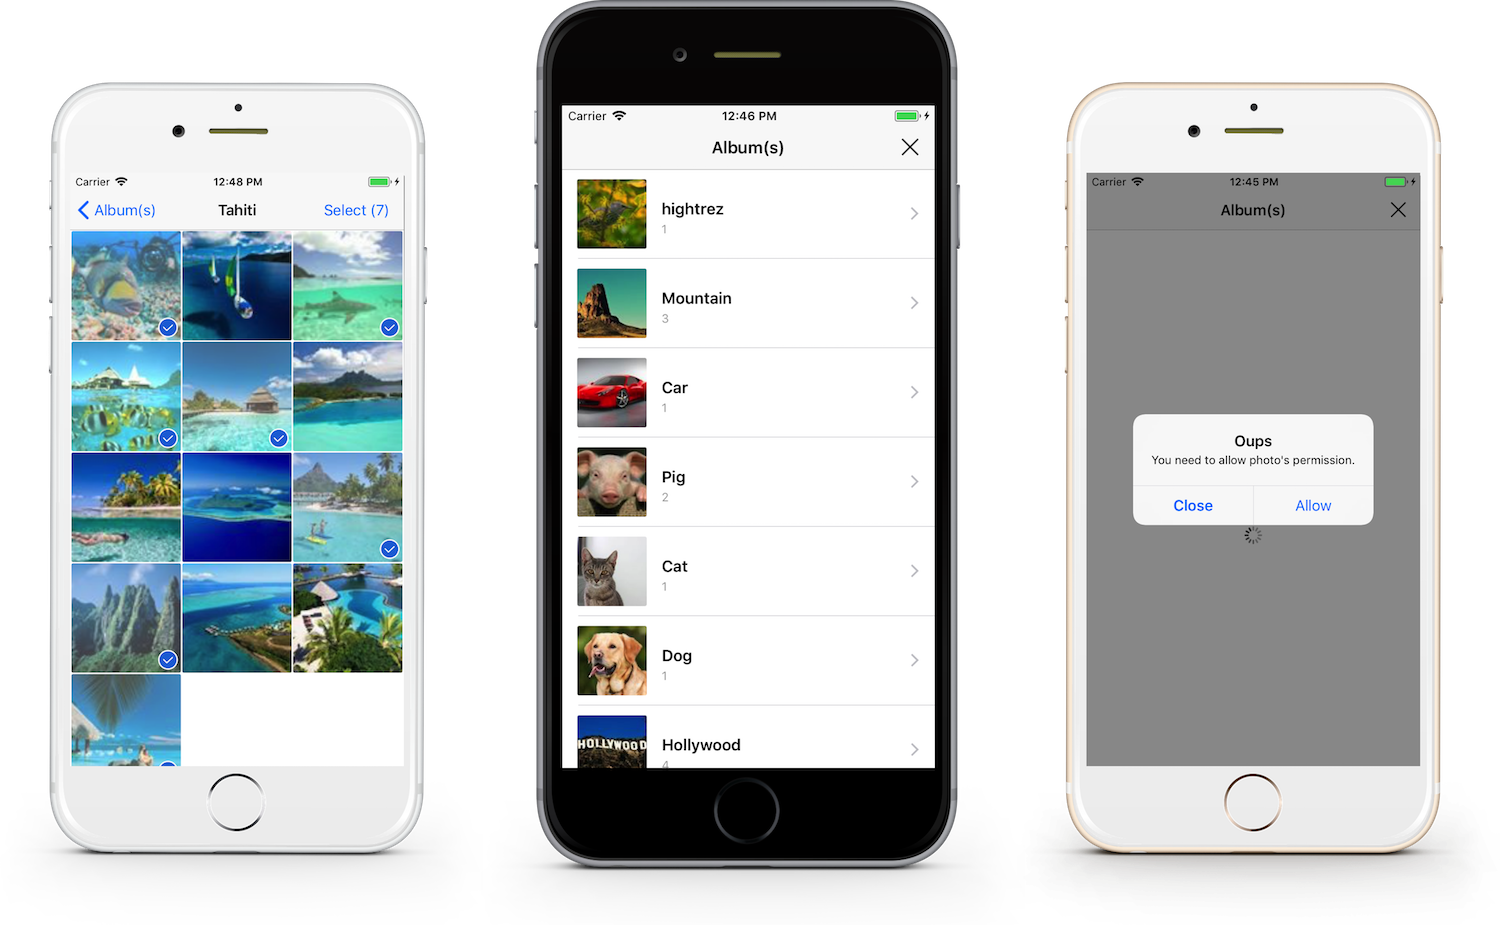 Carrier 12:48 PM
Album(s) Tahiti Select (7)
Carrier 12:46 PM
Album(s)
hightrez
1
Mountain
3
Car
1
Pig
2
Cat
1
Dog
1
HOLLYWOOD
Hollywood
4
Carrier 12:45 PM
Album(s)
Oups
You need to allow photo's permission.
Close Allow